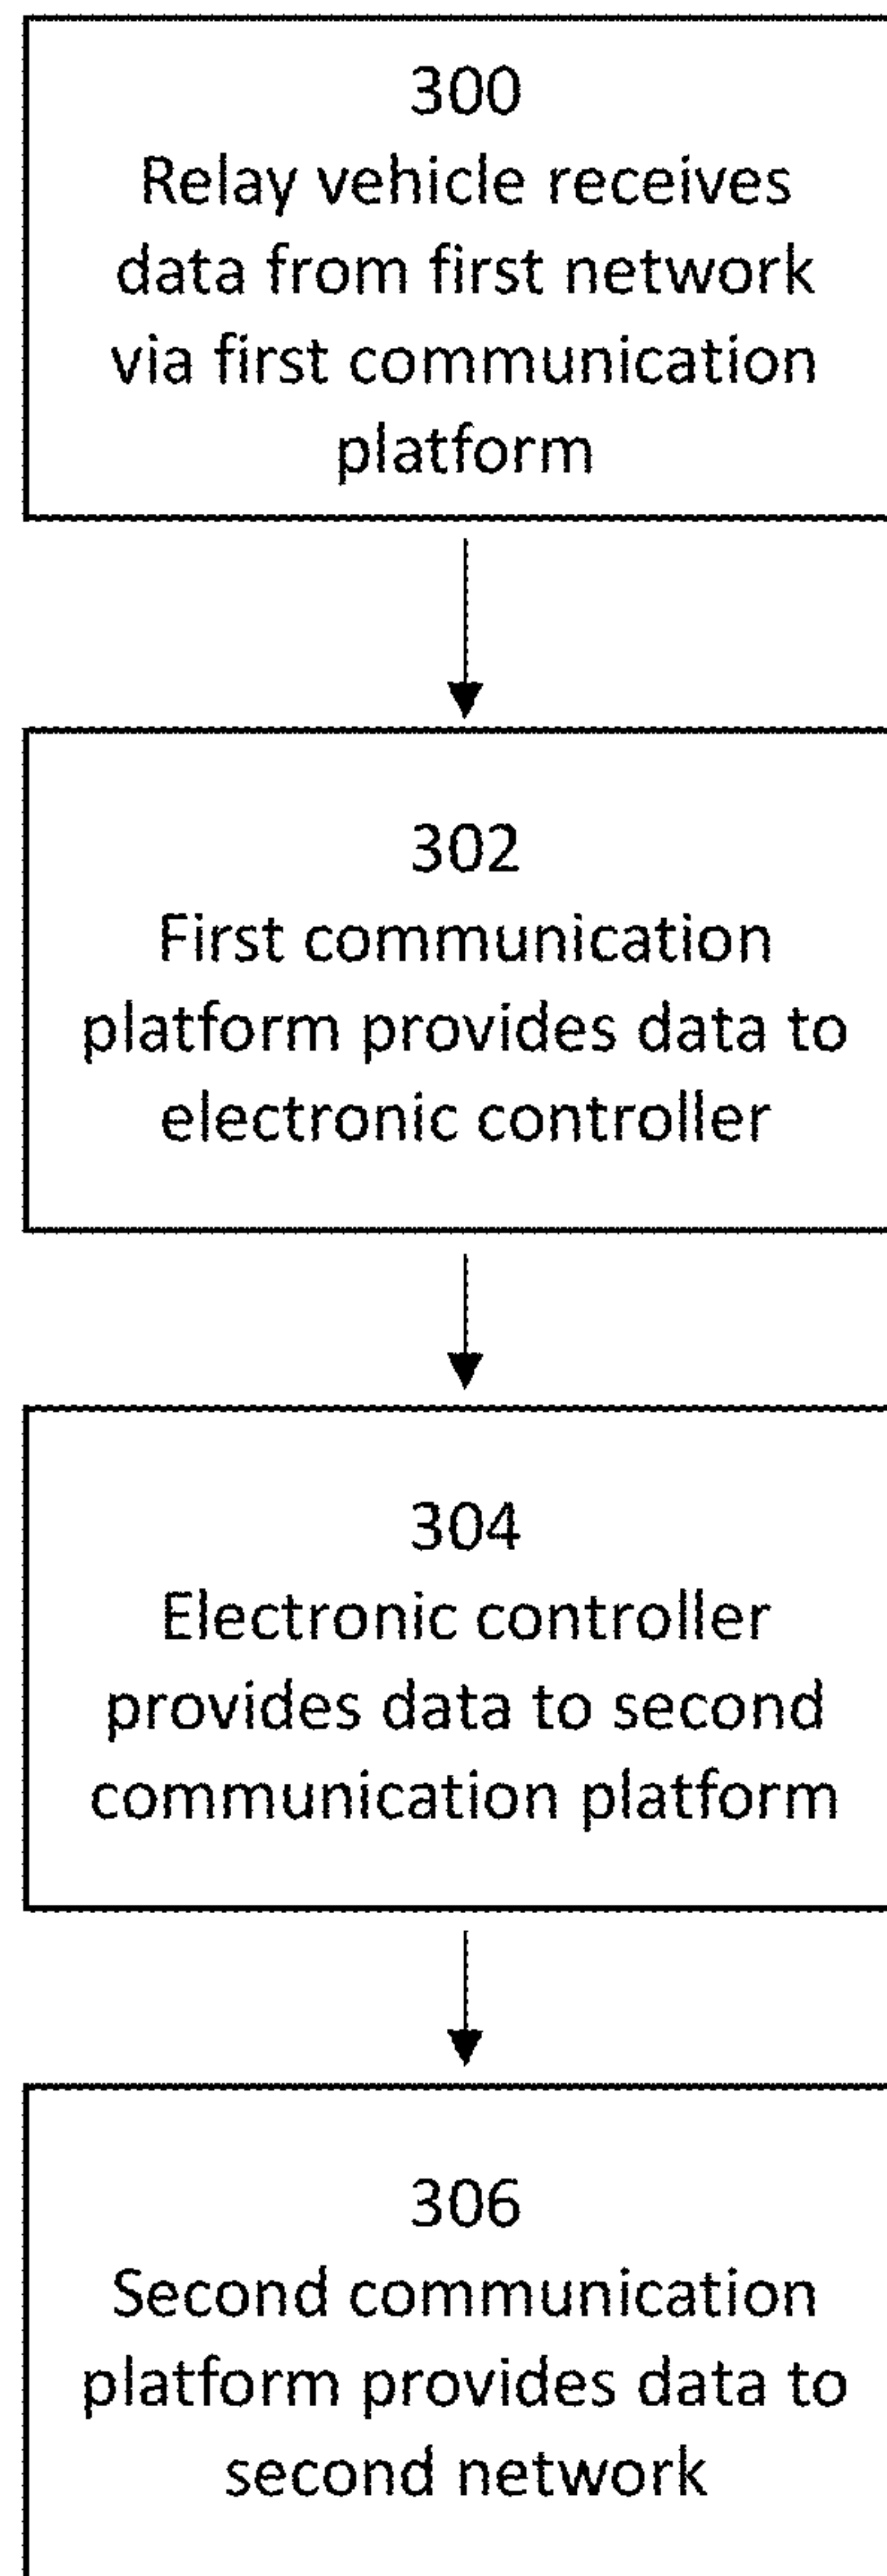 300
Relay vehicle receives
data from first network
via first communication
platform
302
First communication
platform provides data to
electronic controller
304
Electronic controller
provides data to second
communication platform
306
Second communication
platform provides data to
second network